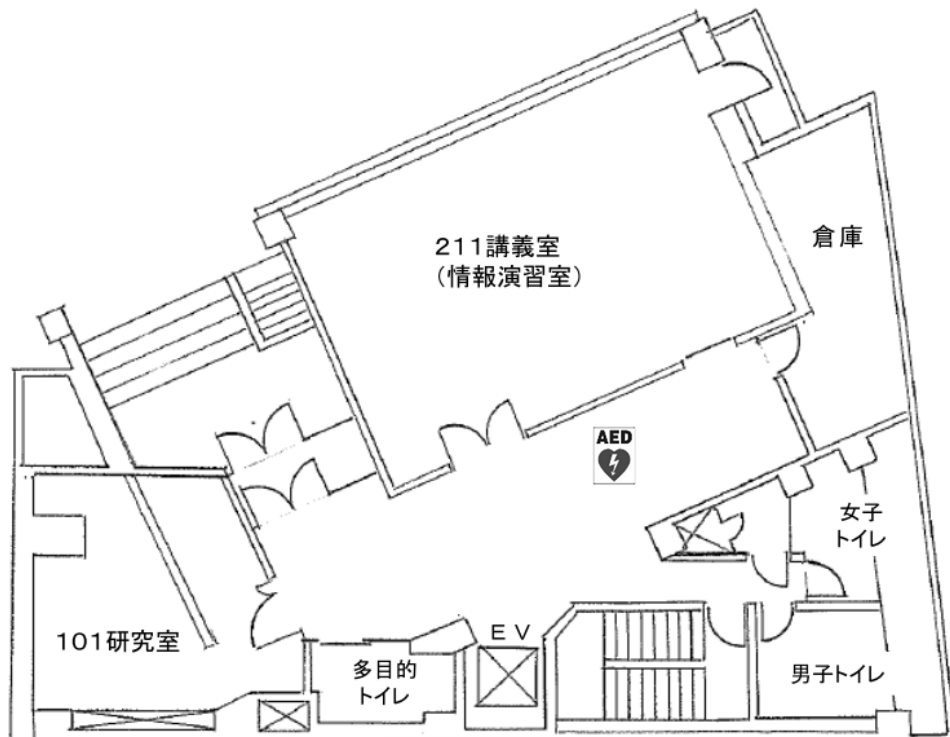 211講義室
(情報演習室)
倉庫
AED
女子
トイレ
101研究室
EV
多目的
トイレ
男子トイレ